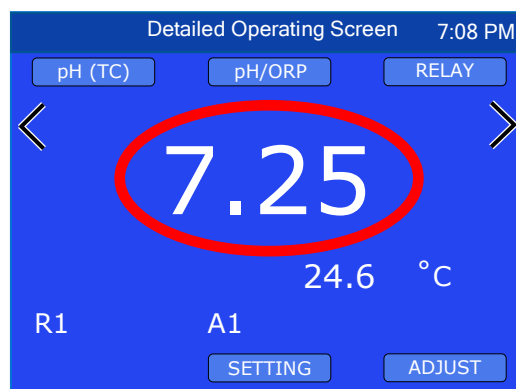 Detailed Operating Screen 7:08 PM
pH (TC) pH/ORP RELAY
7.25
24.6 °C
R1 A1
SETTING ADJUST